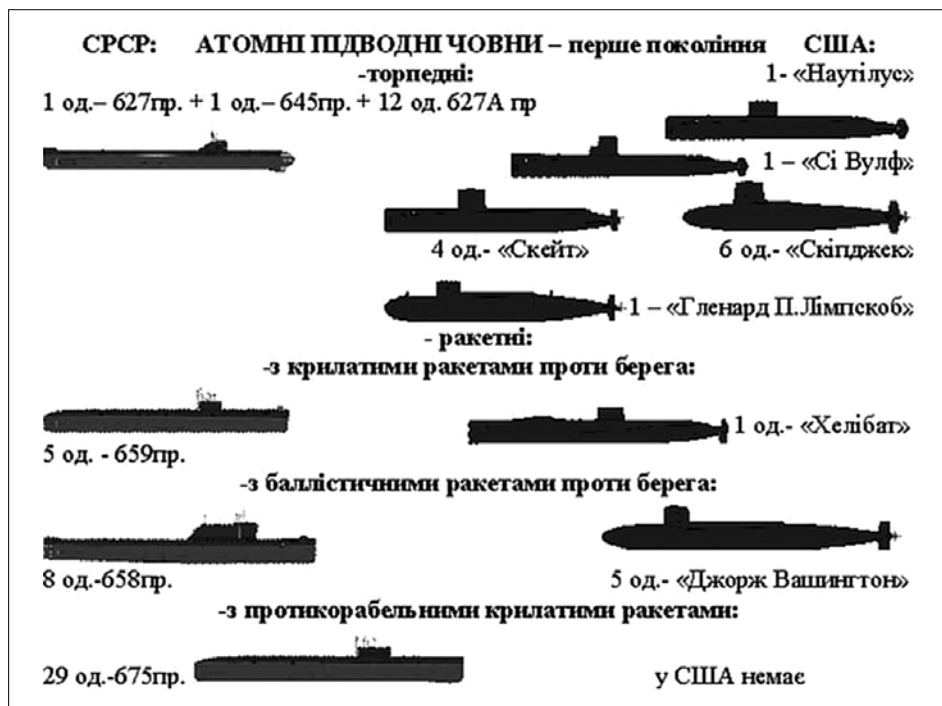 СРСР: АТОМНІ ПІДВОДНІ ЧОВНИ – перше покоління США:
-торпедні:
1- «Наутілус»
1 од.– 627пр. + 1 од.– 645пр. + 12 од. 627А пр
1 – «Сі Вулф»
4 од.- «Скейт»
6 од.- «Скіпджек»
1 – «Гленард П.Лімпскоб»
- ракетні:
-з крилатими ракетами проти берега:
1 од.- «Хелібат»
5 од. - 659пр.
-з баллістичними ракетами проти берега:
8 од.-658пр.
5 од.- «Джорж Вашингтон»
-з протикорабельними крилатими ракетами:
29 од.-675пр.
у США немає